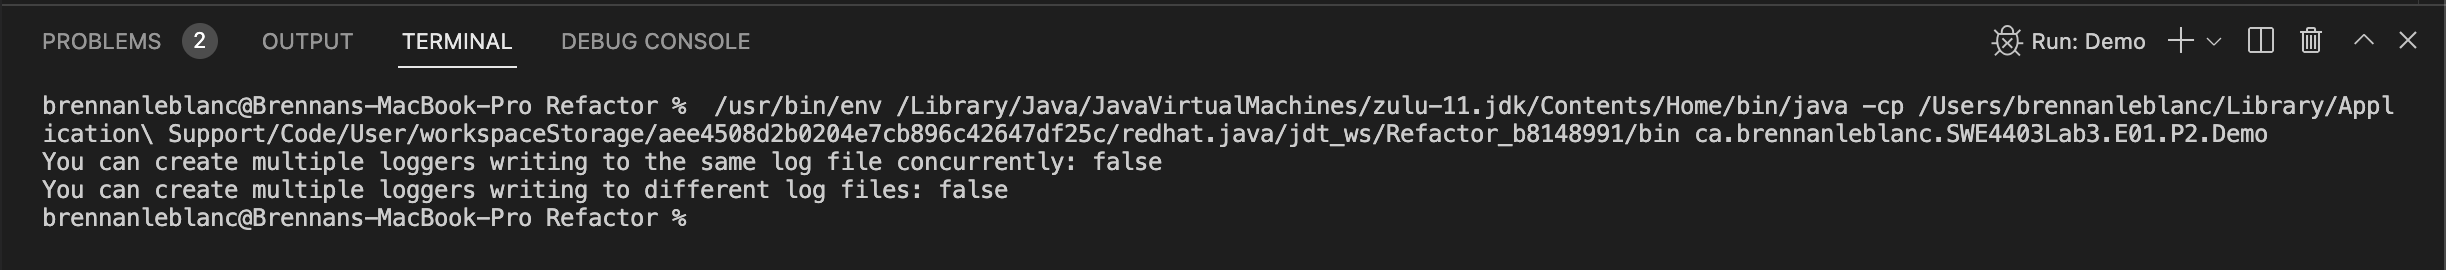 PROBLEMS 2 OUTPUT TERMINAL DEBUG CONSOLE Run: Demo
brennanleblanc@Brennans-MacBook-Pro Refactor %  /usr/bin/env /Library/Java/JavaVirtualMachines/zulu-11.jdk/Contents/Home/bin/java -cp /Users/brennanleblanc/Library/Appl
ication\ Support/Code/User/workspaceStorage/aee4508d2b0204e7cb896c42647df25c/redhat.java/jdt_ws/Refactor_b8148991/bin ca.brennanleblanc.SWE4403Lab3.E01.P2.Demo
You can create multiple loggers writing to the same log file concurrently: false
You can create multiple loggers writing to different log files: false
brennanleblanc@Brennans-MacBook-Pro Refactor %